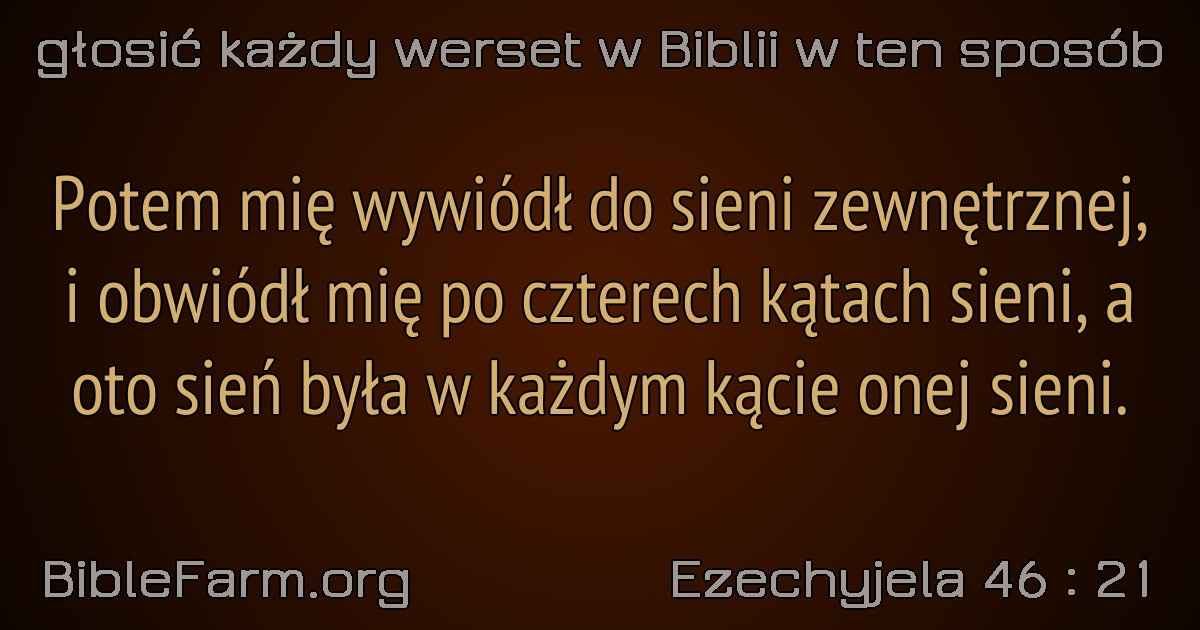 głosić każdy werset w Biblii w ten sposób
Potem mię wywiódł do sieni zewnętrznej,
i obwiódł mię po czterech kątach sieni, a
oto sień była w każdym kącie onej sieni.
BibleFarm.org
Ezechyjela 46 : 21